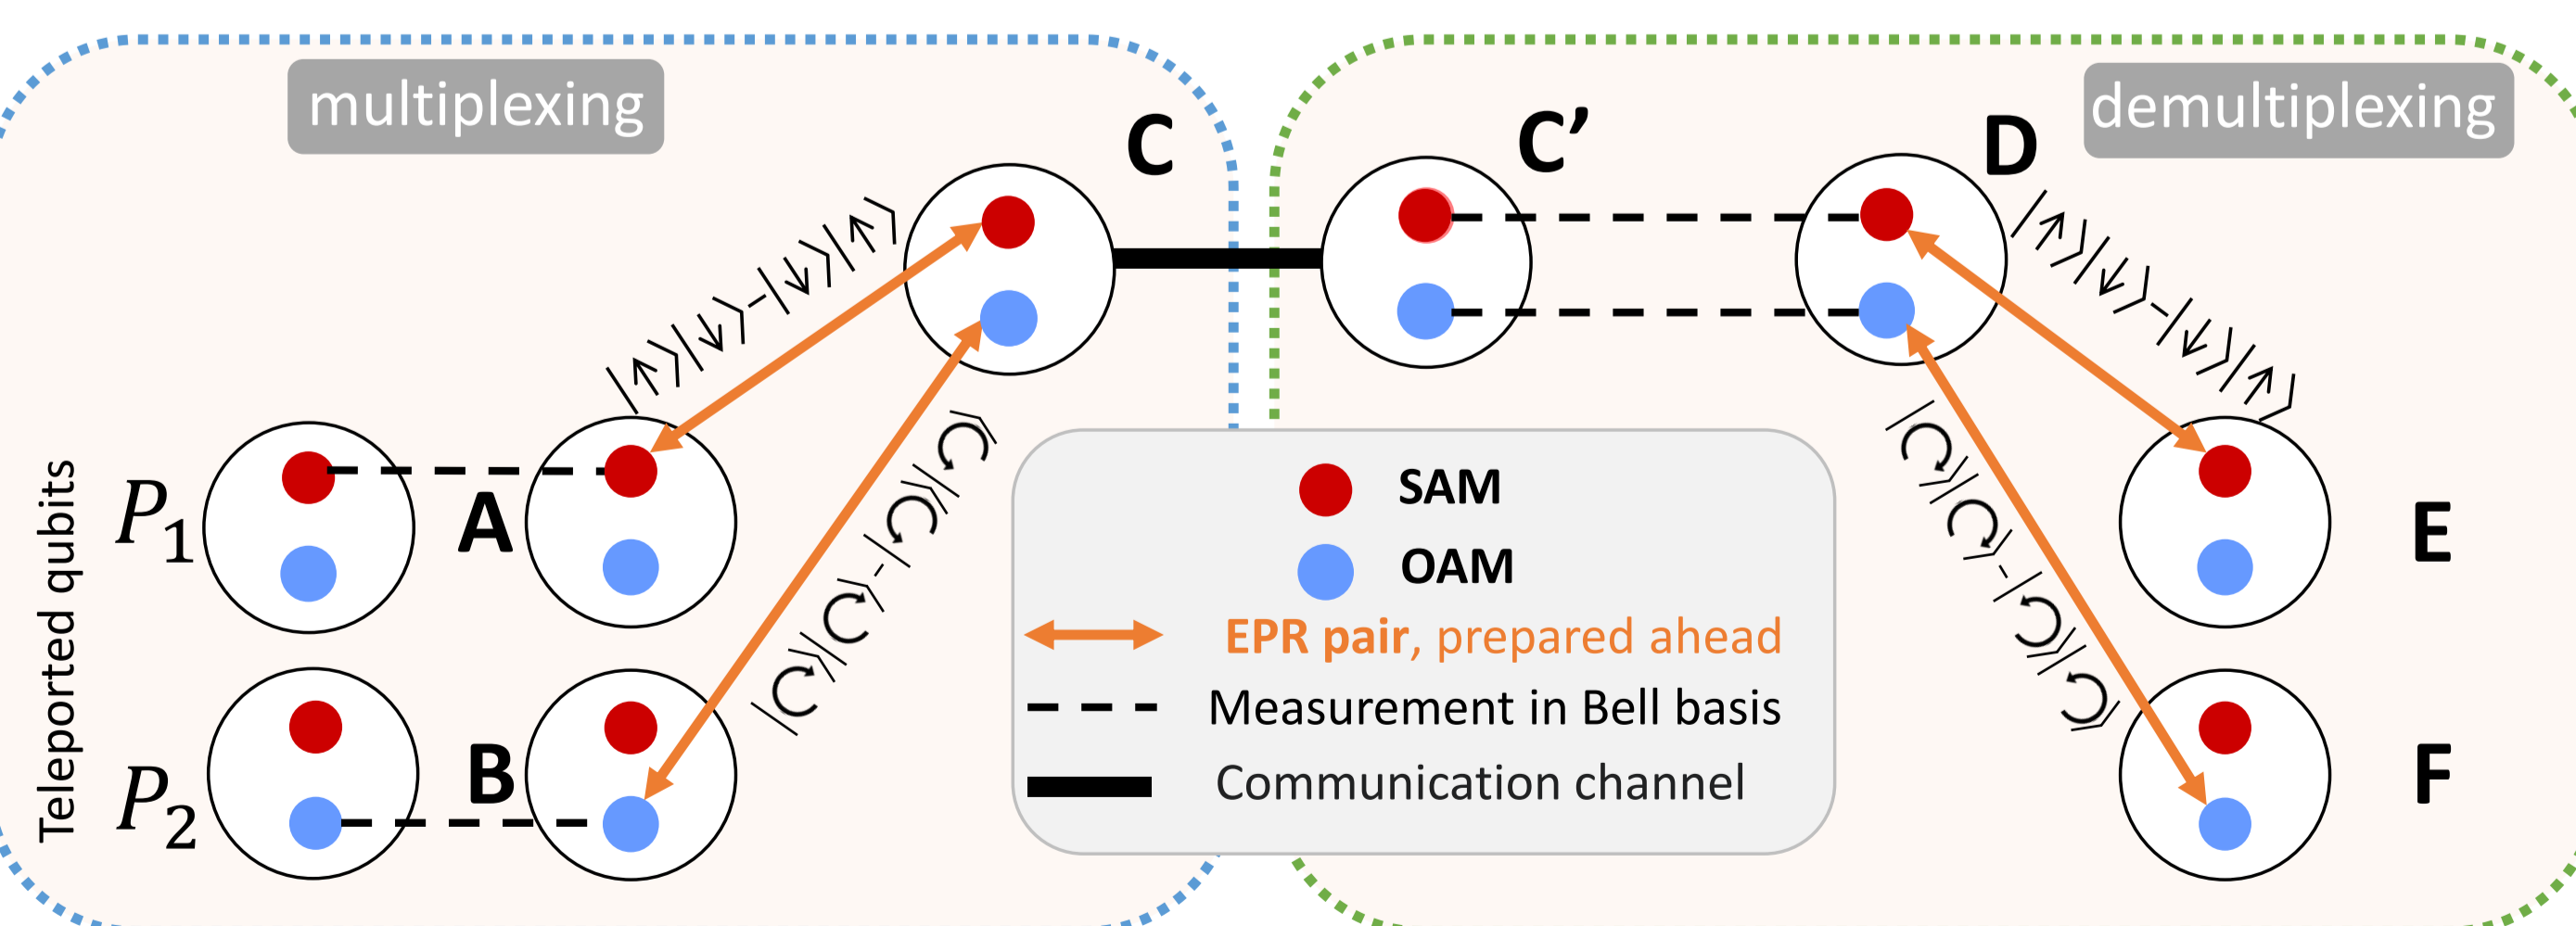 multiplexing
demultiplexing
C
C’
D
|↑⟩|↓⟩−|↓⟩|↑⟩
|↑⟩|↓⟩−|↓⟩|↑⟩
|↻⟩|↻⟩−|↺⟩|↺⟩
|↻⟩|↻⟩−|↺⟩|↺⟩
Teleported qubits
P₁
A
E
P₂
B
F
SAM
OAM
EPR pair, prepared ahead
Measurement in Bell basis
Communication channel